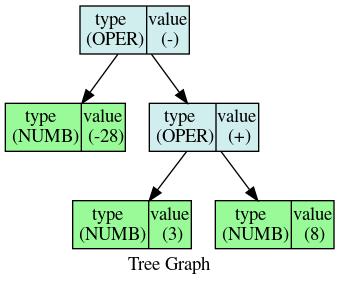 type value
(OPER) (-)
type value
(NUMB) (-28)
type value
(OPER) (+)
type value
(NUMB) (3)
type value
(NUMB) (8)
Tree Graph